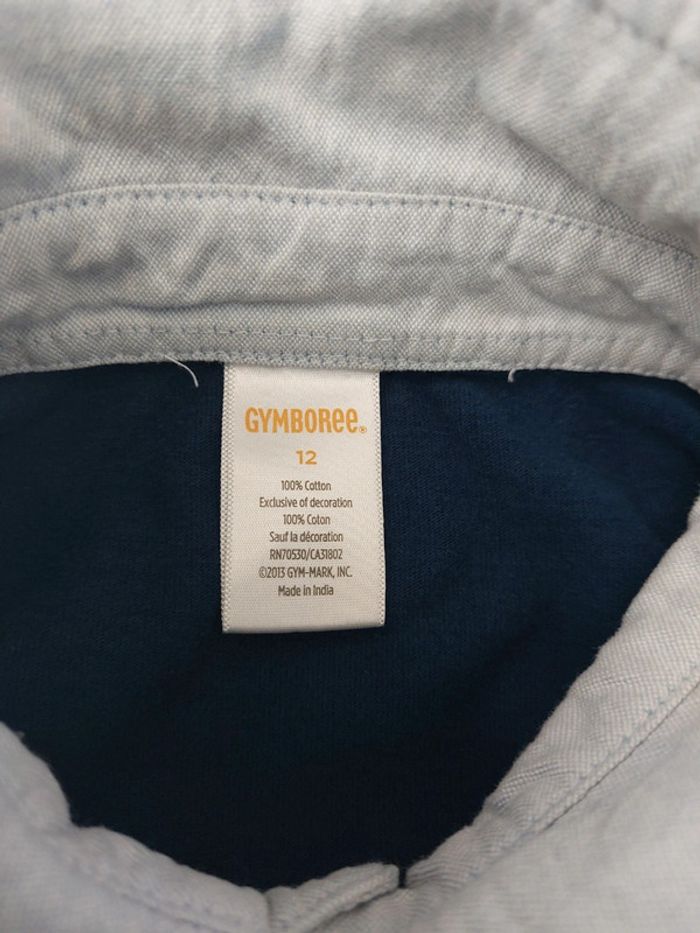 GYMBOREE®
12
100% Cotton
Exclusive of decoration
100% Coton
Sauf la décoration
RN70530/CA31802
©2013 GYM-MARK, INC.
Made in India